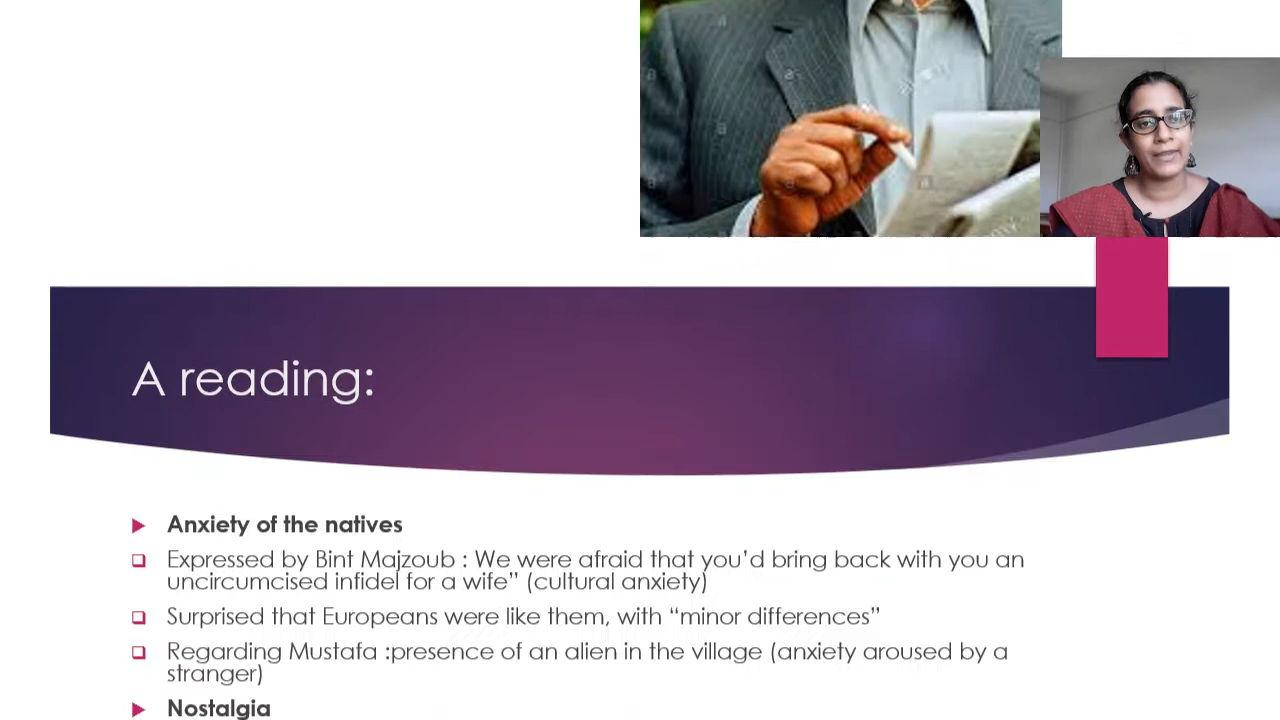 A reading:
Anxiety of the natives
Expressed by Bint Majzoub : We were afraid that you’d bring back with you an
uncircumcised infidel for a wife” (cultural anxiety)
Surprised that Europeans were like them, with “minor differences”
Regarding Mustafa :presence of an alien in the village (anxiety aroused by a
stranger)
Nostalgia